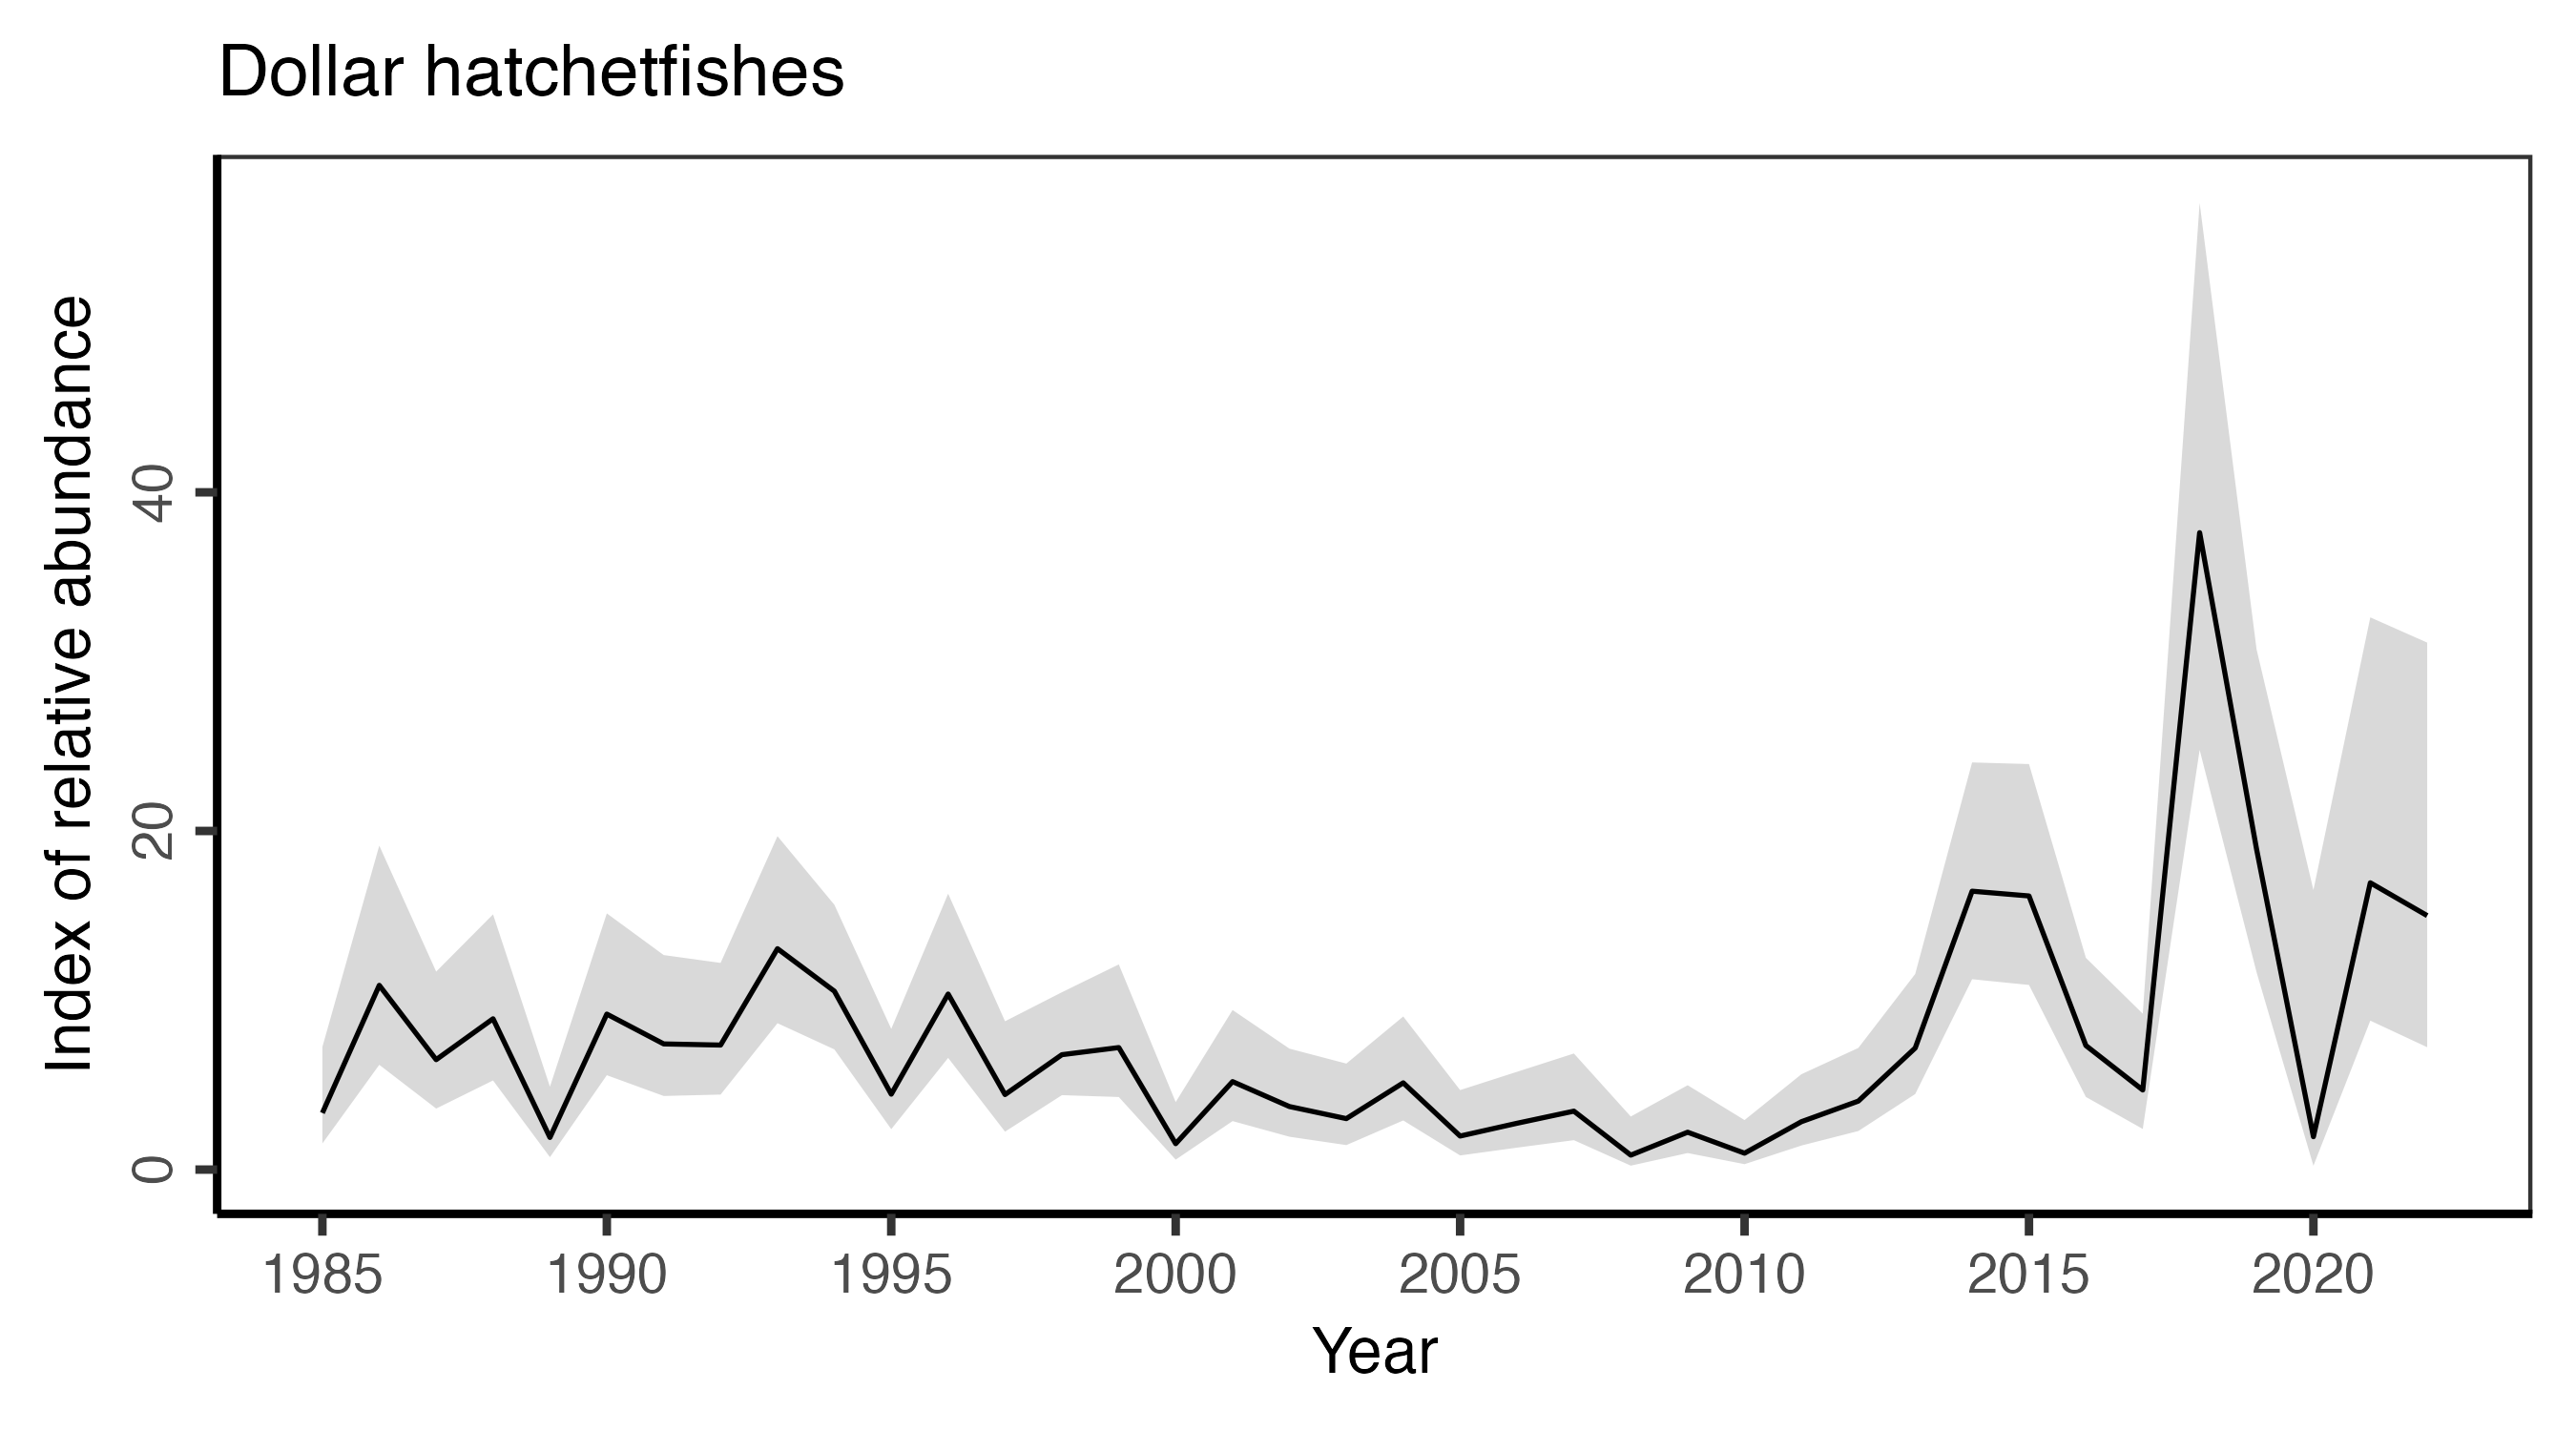 Dollar hatchetfishes
Index of relative abundance
40
20
0
1985 1990 1995 2000 2005 2010 2015 2020
Year